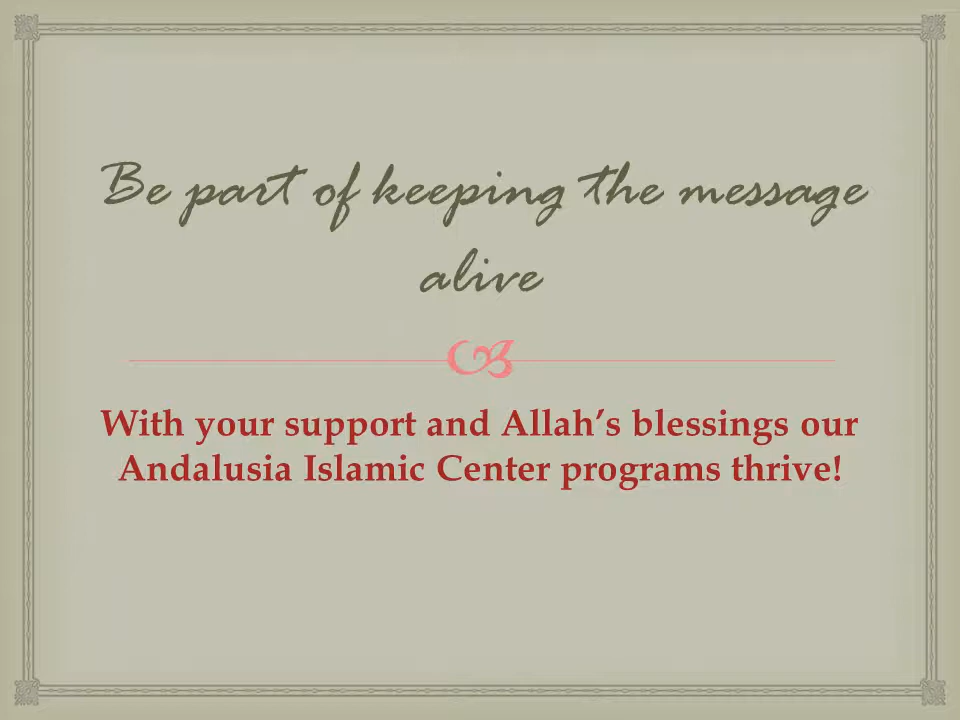 Be part of keeping the message
alive
With your support and Allah’s blessings our
Andalusia Islamic Center programs thrive!